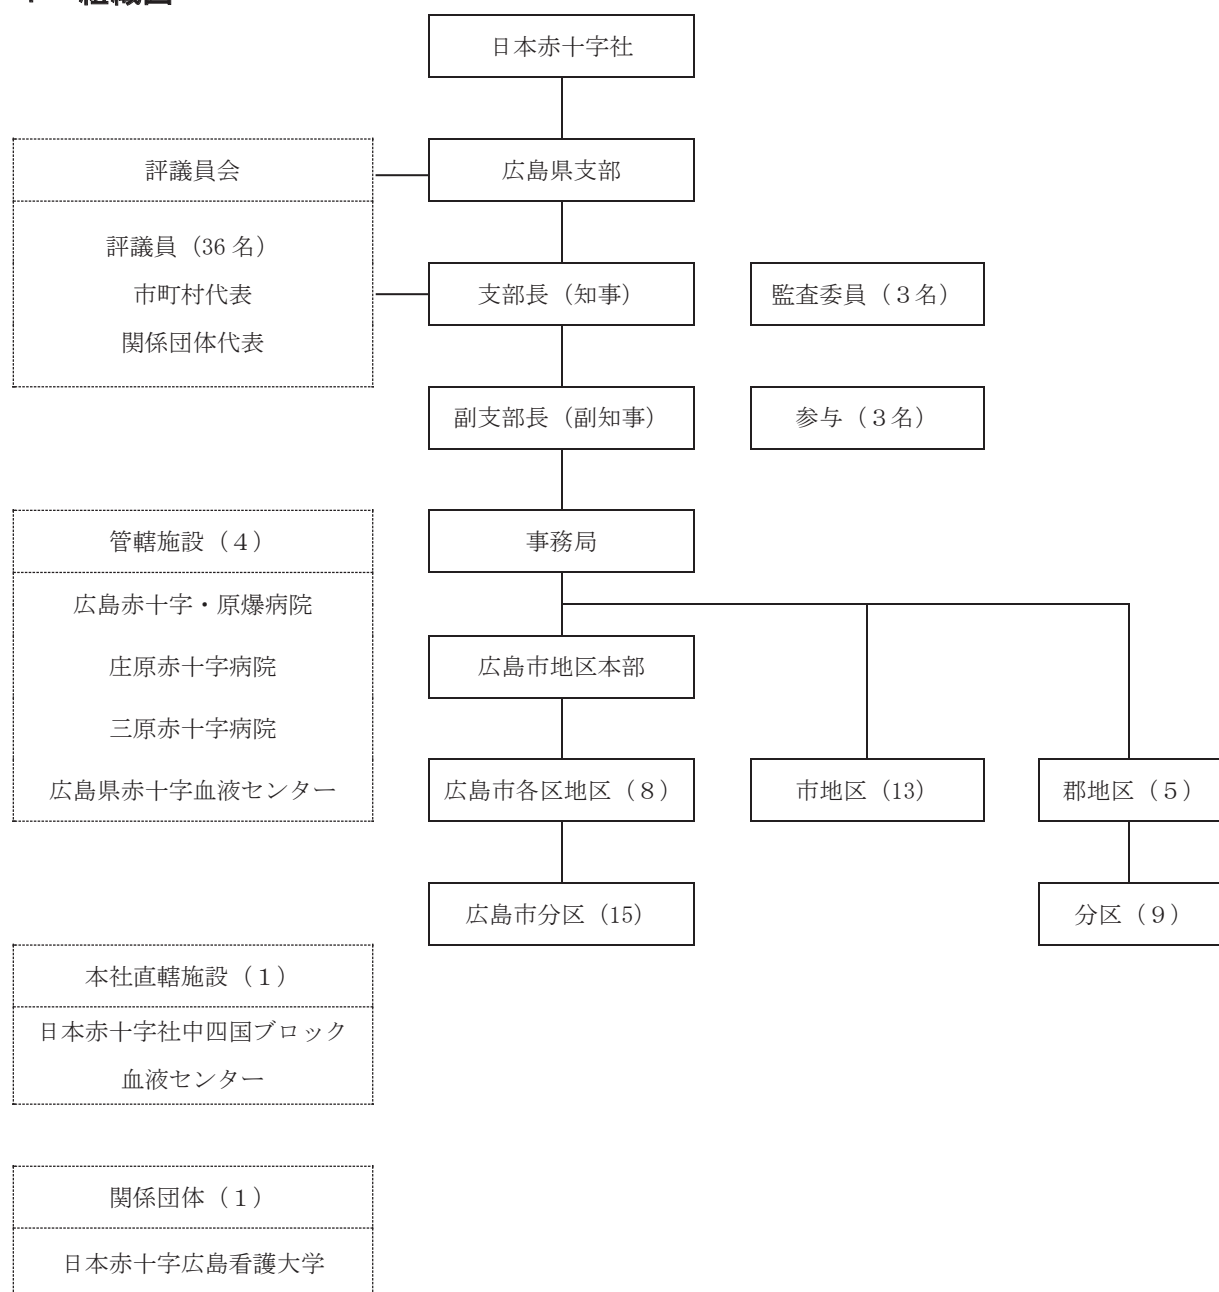 日本赤十字社
評議員会
広島県支部
評議員（36 名）
市町村代表
関係団体代表
支部長（知事）
監査委員（３名）
副支部長（副知事）
参与（３名）
管轄施設（４）
事務局
広島赤十字・原爆病院
庄原赤十字病院
三原赤十字病院
広島県赤十字血液センター
広島市地区本部
広島市各区地区（８）
市地区（13）
郡地区（５）
広島市分区（15）
分区（９）
本社直轄施設（１）
日本赤十字社中四国ブロック
血液センター
関係団体（１）
日本赤十字広島看護大学